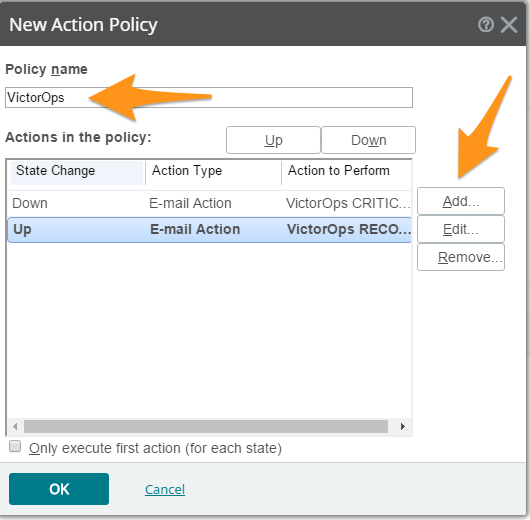 New Action Policy
Policy name
VictorOps
Actions in the policy: Up Down
State Change Action Type Action to Perform
Down E-mail Action VictorOps CRITIC...
Up E-mail Action VictorOps RECO...
Add...
Edit...
Remove...
Only execute first action (for each state)
OK Cancel